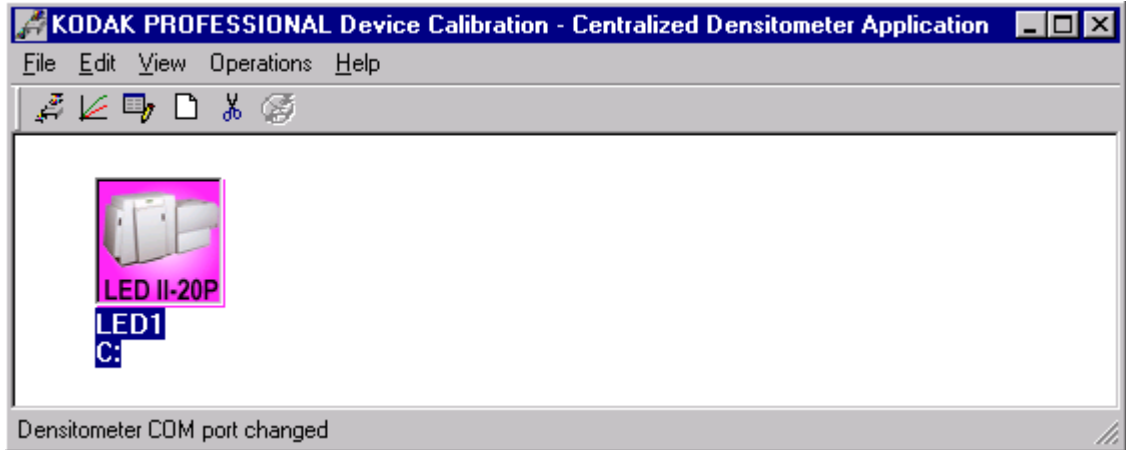 KODAK PROFESSIONAL Device Calibration - Centralized Densitometer Application
File Edit View Operations Help
LED II-20P
LED1
C:
Densitometer COM port changed